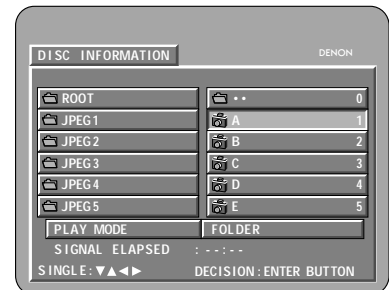 DISC INFORMATION DENON
ROOT ·· 0
JPEG1 A 1
JPEG2 B 2
JPEG3 C 3
JPEG4 D 4
JPEG5 E 5
PLAY MODE FOLDER
SIGNAL ELAPSED : --:--
SINGLE:▼▲◄► DECISION:ENTER BUTTON